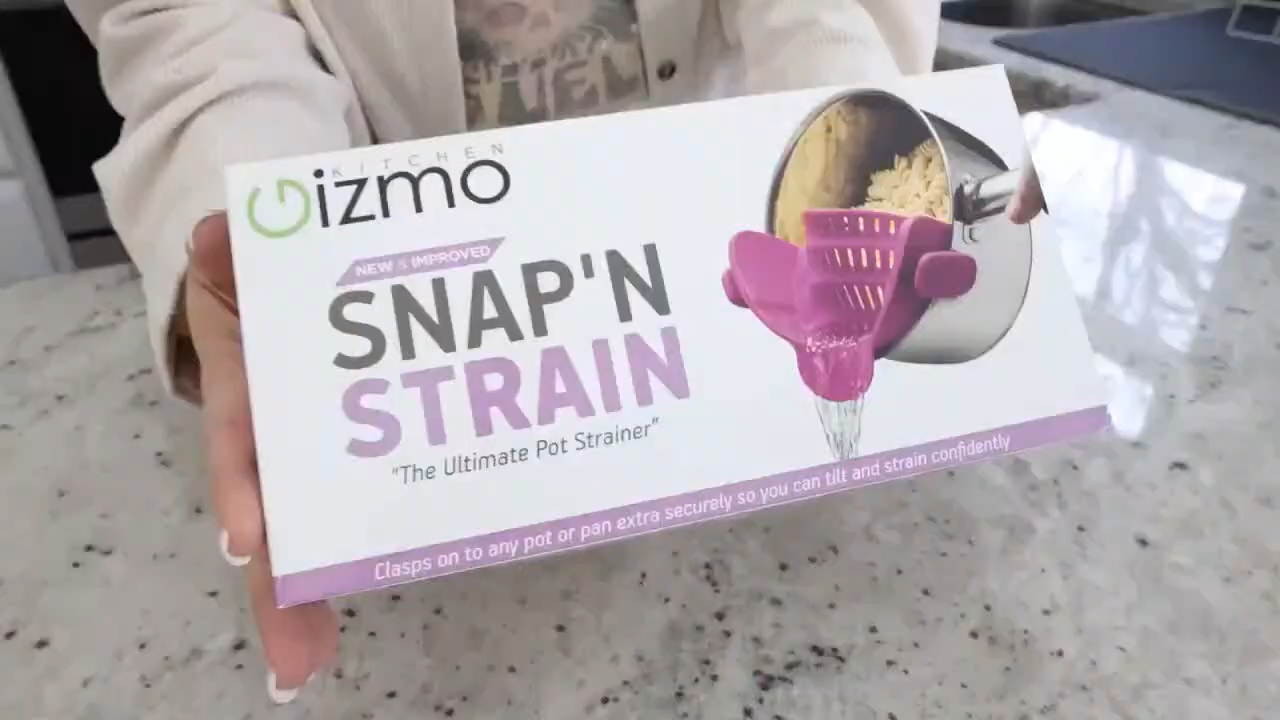 KITCHEN
Gizmo
NEW & IMPROVED
SNAP'N
STRAIN
"The Ultimate Pot Strainer"
Clasps on to any pot or pan extra securely so you can tilt and strain confidently